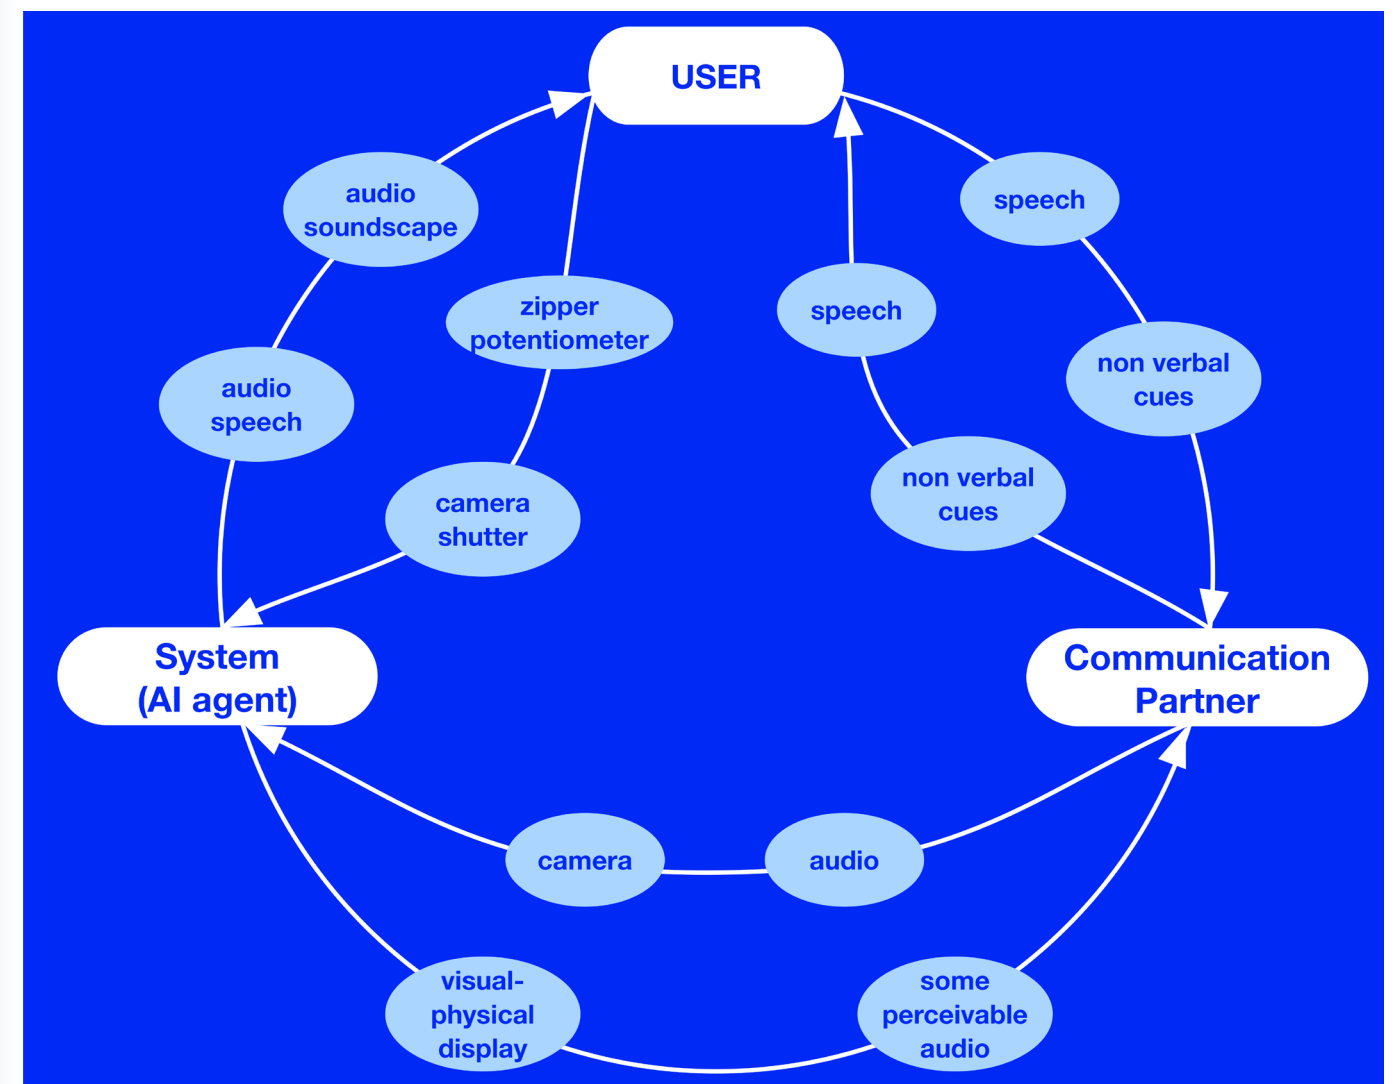 USER
audio
soundscape
speech
zipper
potentiometer
speech
non verbal
cues
audio
speech
camera
shutter
non verbal
cues
System
(AI agent)
Communication
Partner
camera
audio
visual-
physical
display
some
perceivable
audio